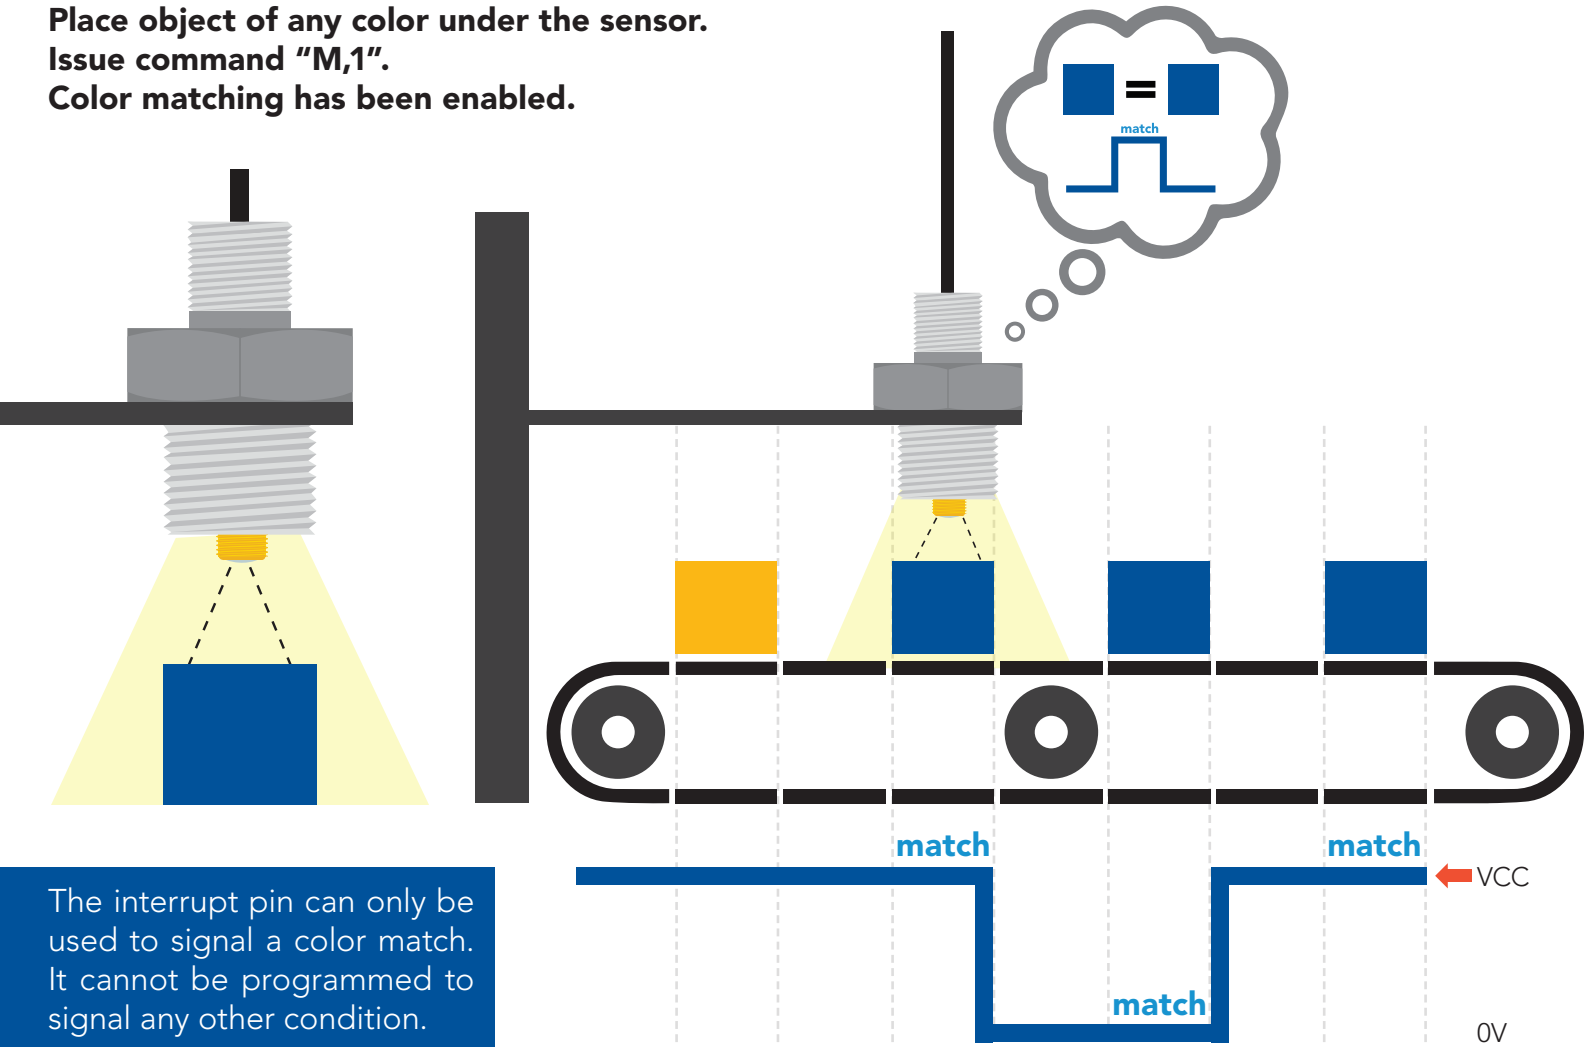 Place object of any color under the sensor.
Issue command “M,1”.
Color matching has been enabled.
match
match
match
VCC
The interrupt pin can only be
used to signal a color match.
It cannot be programmed to
signal any other condition.
match
0V